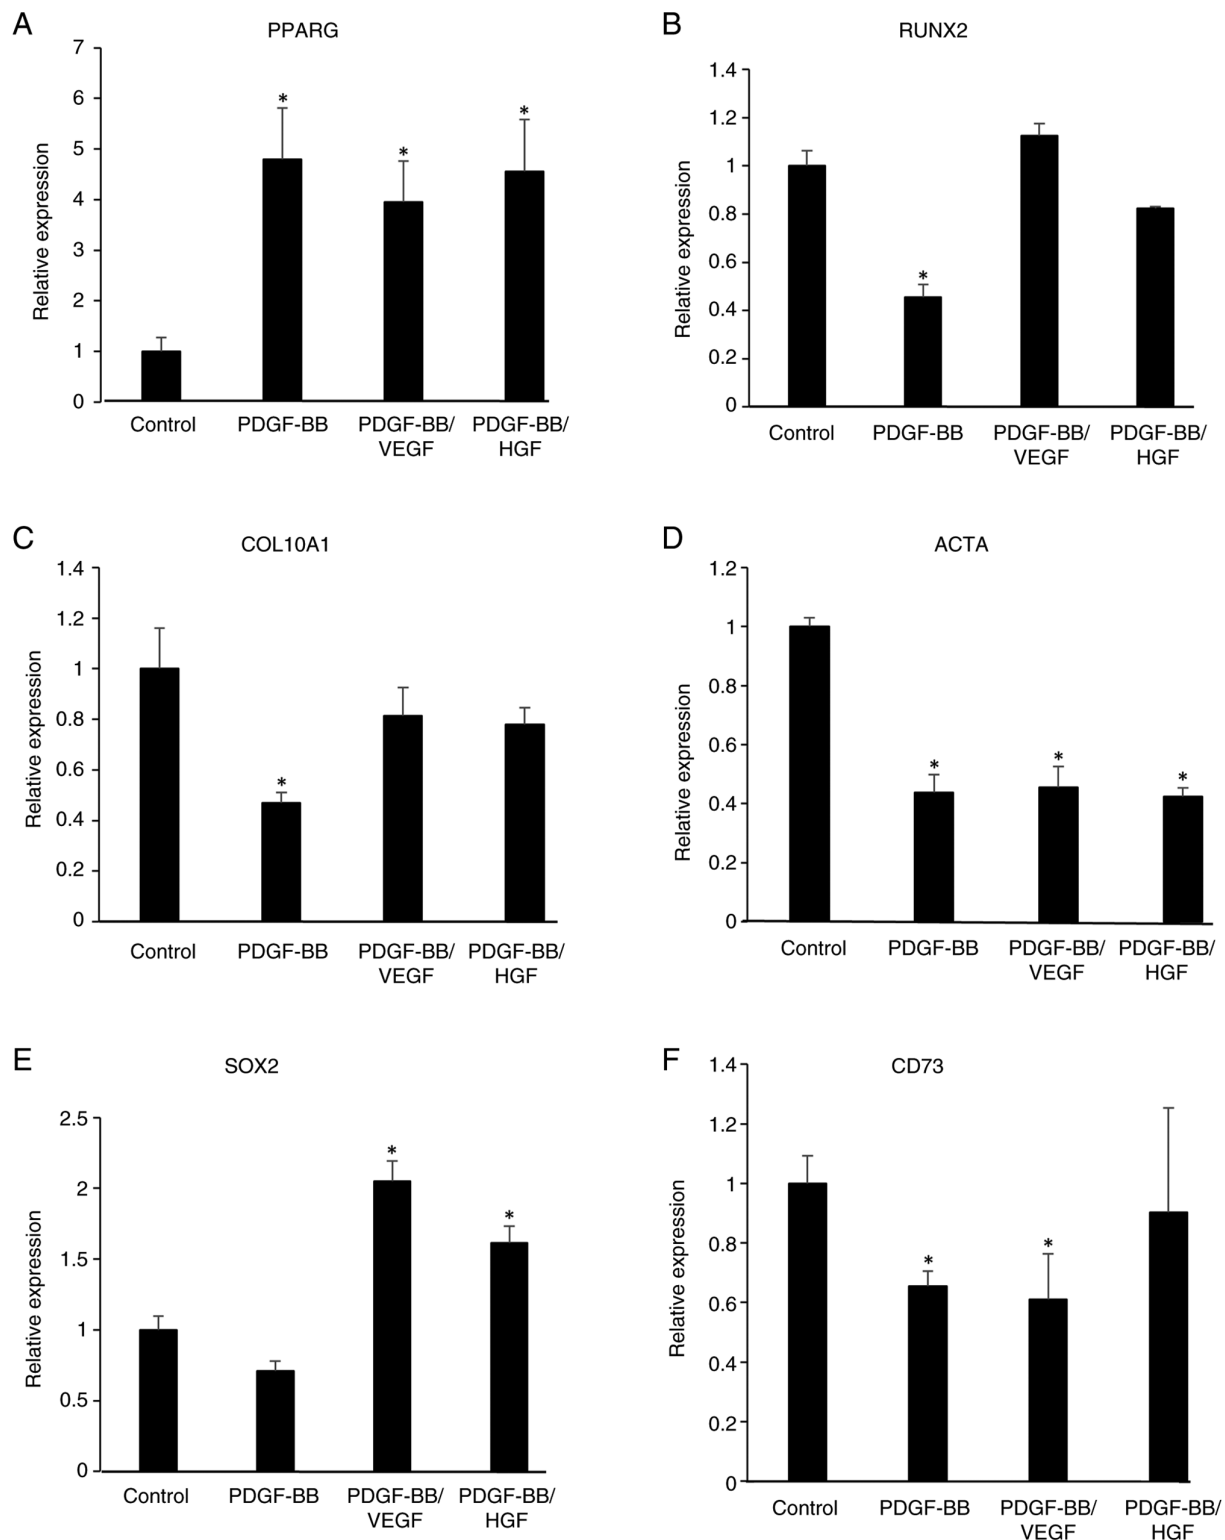 A
PPARG
7
6
5
4
3
2
1
0
Relative expression
*
*
*
Control
PDGF-BB
PDGF-BB/
VEGF
PDGF-BB/
HGF
B
RUNX2
1.4
1.2
1
0.8
0.6
0.4
0.2
0
Relative expression
*
Control
PDGF-BB
PDGF-BB/
VEGF
PDGF-BB/
HGF
C
COL10A1
1.4
1.2
1
0.8
0.6
0.4
0.2
0
Relative expression
*
Control
PDGF-BB
PDGF-BB/
VEGF
PDGF-BB/
HGF
D
ACTA
1.2
1
0.8
0.6
0.4
0.2
0
Relative expression
*
*
*
Control
PDGF-BB
PDGF-BB/
VEGF
PDGF-BB/
HGF
E
SOX2
2.5
2
1.5
1
0.5
0
Relative expression
*
*
Control
PDGF-BB
PDGF-BB/
VEGF
PDGF-BB/
HGF
F
CD73
1.4
1.2
1
0.8
0.6
0.4
0.2
0
Relative expression
*
*
Control
PDGF-BB
PDGF-BB/
VEGF
PDGF-BB/
HGF